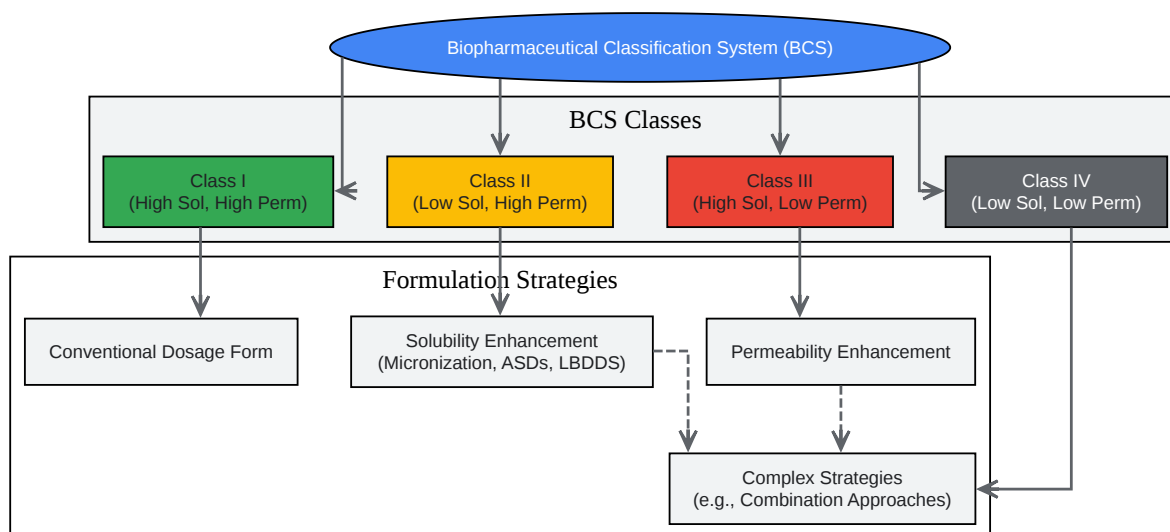 Biopharmaceutical Classification System (BCS)
BCS Classes
Class I
(High Sol, High Perm)
Class II
(Low Sol, High Perm)
Class III
(High Sol, Low Perm)
Class IV
(Low Sol, Low Perm)
Formulation Strategies
Conventional Dosage Form
Solubility Enhancement
(Micronization, ASDs, LBDDS)
Permeability Enhancement
Complex Strategies
(e.g., Combination Approaches)